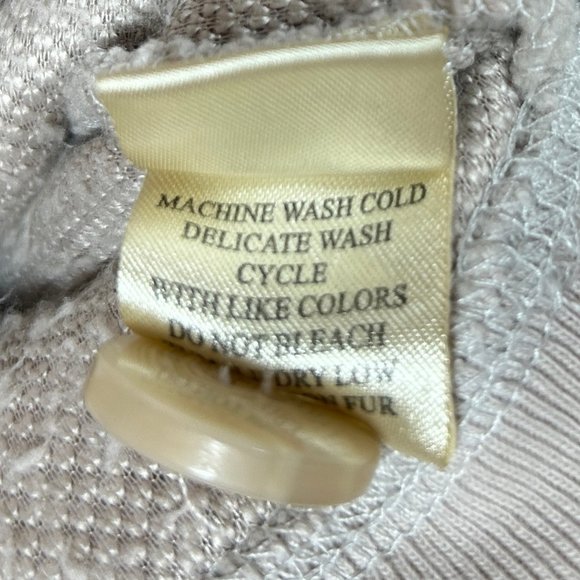 MACHINE WASH COLD
DELICATE WASH
CYCLE
WITH LIKE COLORS
DO NOT BLEACH
DRY LOW
FUR